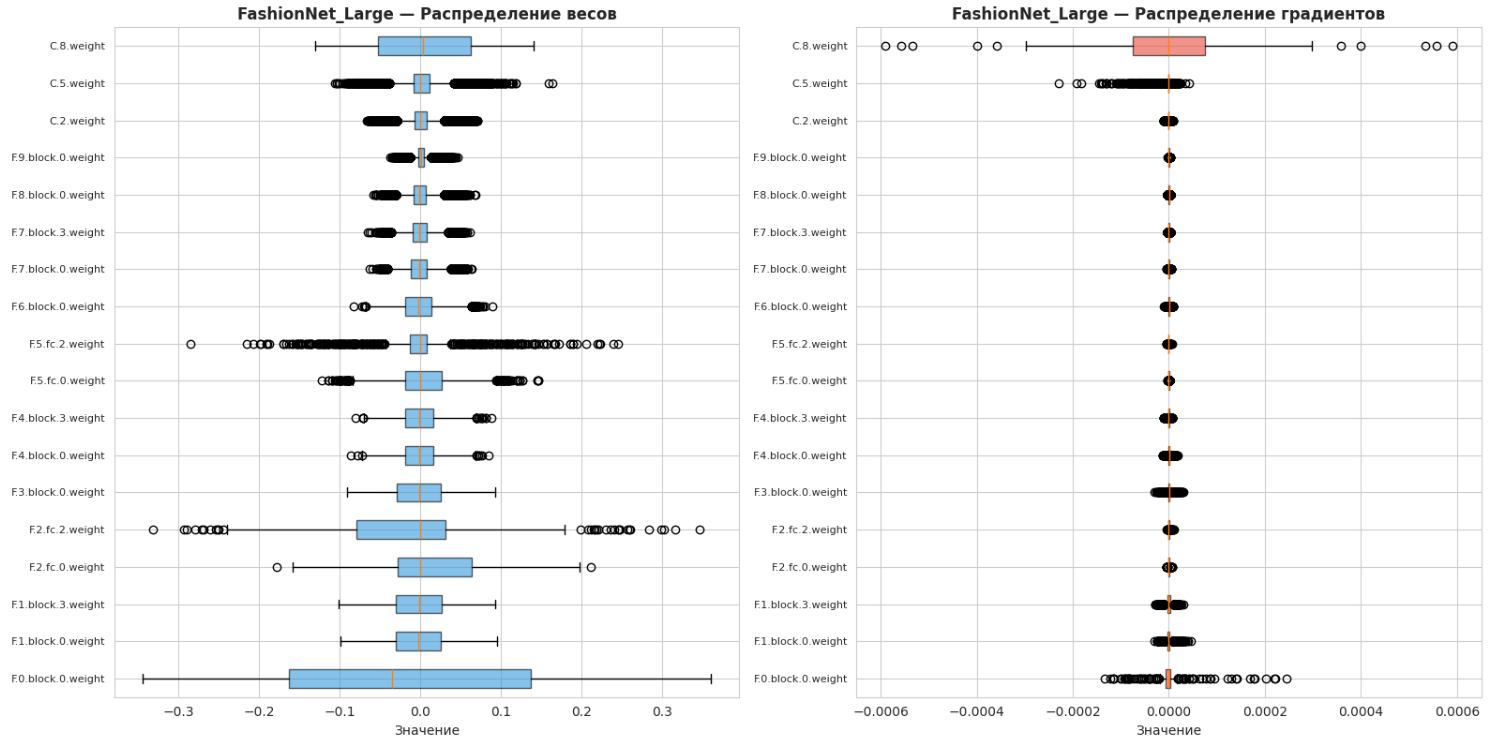 FashionNet_Large — Распределение весов
C.8.weight
C.5.weight
C.2.weight
F.9.block.0.weight
F.8.block.0.weight
F.7.block.3.weight
F.7.block.0.weight
F.6.block.0.weight
F.5.fc.2.weight
F.5.fc.0.weight
F.4.block.3.weight
F.4.block.0.weight
F.3.block.0.weight
F.2.fc.2.weight
F.2.fc.0.weight
F.1.block.3.weight
F.1.block.0.weight
F.0.block.0.weight
−0.3 −0.2 −0.1 0.0 0.1 0.2 0.3
Значение
FashionNet_Large — Распределение градиентов
C.8.weight
C.5.weight
C.2.weight
F.9.block.0.weight
F.8.block.0.weight
F.7.block.3.weight
F.7.block.0.weight
F.6.block.0.weight
F.5.fc.2.weight
F.5.fc.0.weight
F.4.block.3.weight
F.4.block.0.weight
F.3.block.0.weight
F.2.fc.2.weight
F.2.fc.0.weight
F.1.block.3.weight
F.1.block.0.weight
F.0.block.0.weight
−0.0006 −0.0004 −0.0002 0.0000 0.0002 0.0004 0.0006
Значение